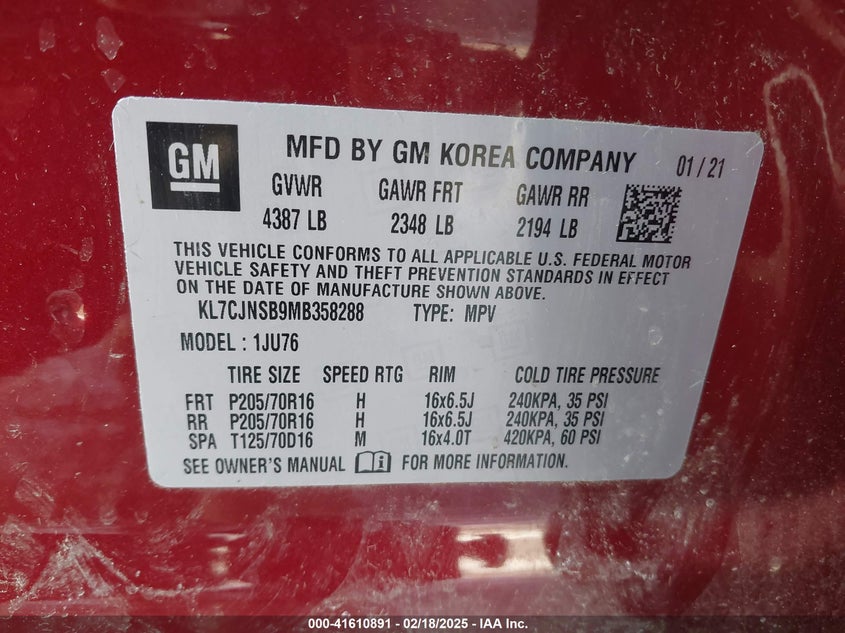 GM
MFD BY GM KOREA COMPANY 01 / 21
GVWR GAWR FRT GAWR RR
4387 LB 2348 LB 2194 LB
THIS VEHICLE CONFORMS TO ALL APPLICABLE U.S. FEDERAL MOTOR
VEHICLE SAFETY AND THEFT PREVENTION STANDARDS IN EFFECT
ON THE DATE OF MANUFACTURE SHOWN ABOVE.
KL7CJNSB9MB358288 TYPE: MPV
MODEL : 1JU76
TIRE SIZE SPEED RTG RIM COLD TIRE PRESSURE
FRT P205/70R16 H 16x6.5J 240KPA, 35 PSI
RR P205/70R16 H 16x6.5J 240KPA, 35 PSI
SPA T125/70D16 M 16x4.0T 420KPA, 60 PSI
SEE OWNER'S MANUAL i FOR MORE INFORMATION.
000-41610891 - 02/18/2025 - IAA Inc.